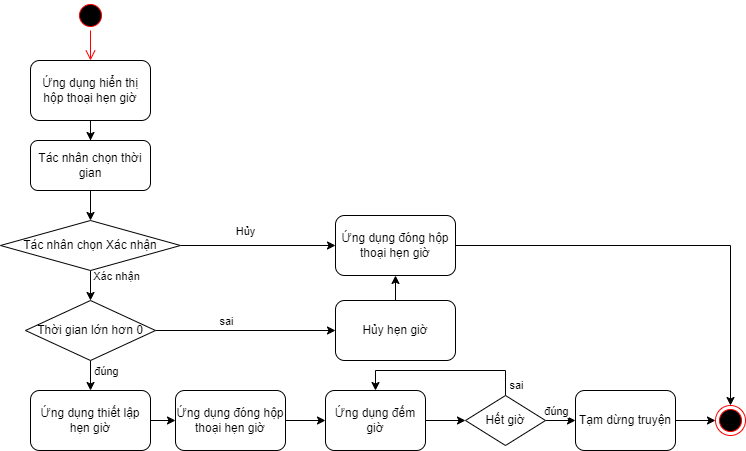 Ứng dụng hiển thị
hộp thoại hẹn giờ
Tác nhân chọn thời
gian
Tác nhân chọn Xác nhận
Hủy
Ứng dụng đóng hộp
thoại hẹn giờ
Xác nhận
Thời gian lớn hơn 0
sai
Hủy hẹn giờ
đúng
Ứng dụng thiết lập
hẹn giờ
Ứng dụng đóng hộp
thoại hẹn giờ
Ứng dụng đếm
giờ
sai
Hết giờ
đúng
Tạm dừng truyện